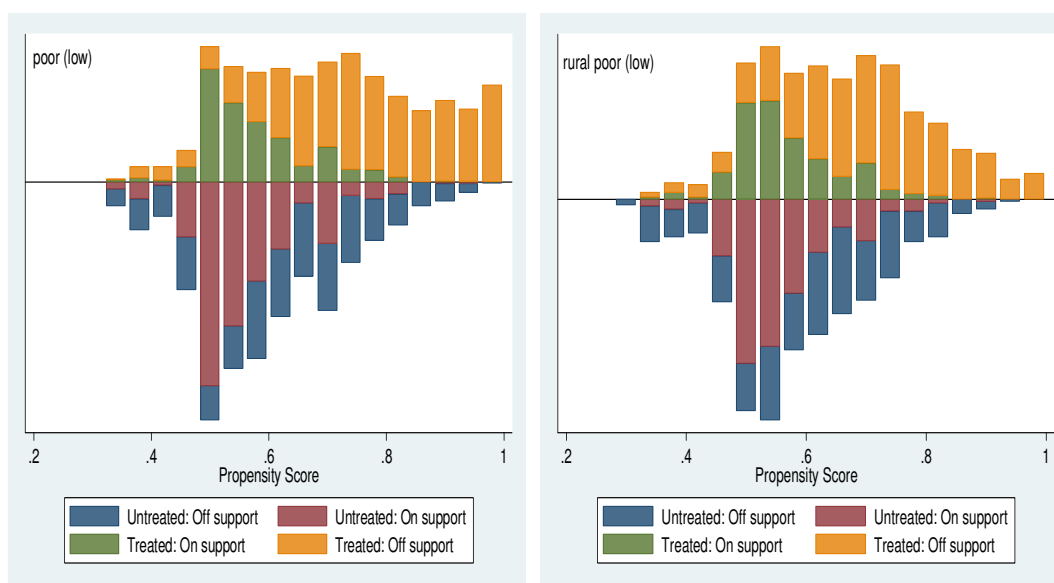 poor (low)
.2 .4 .6 .8 1
Propensity Score
Untreated: Off support Untreated: On support
Treated: On support Treated: Off support
rural poor (low)
.2 .4 .6 .8 1
Propensity Score
Untreated: Off support Untreated: On support
Treated: On support Treated: Off support